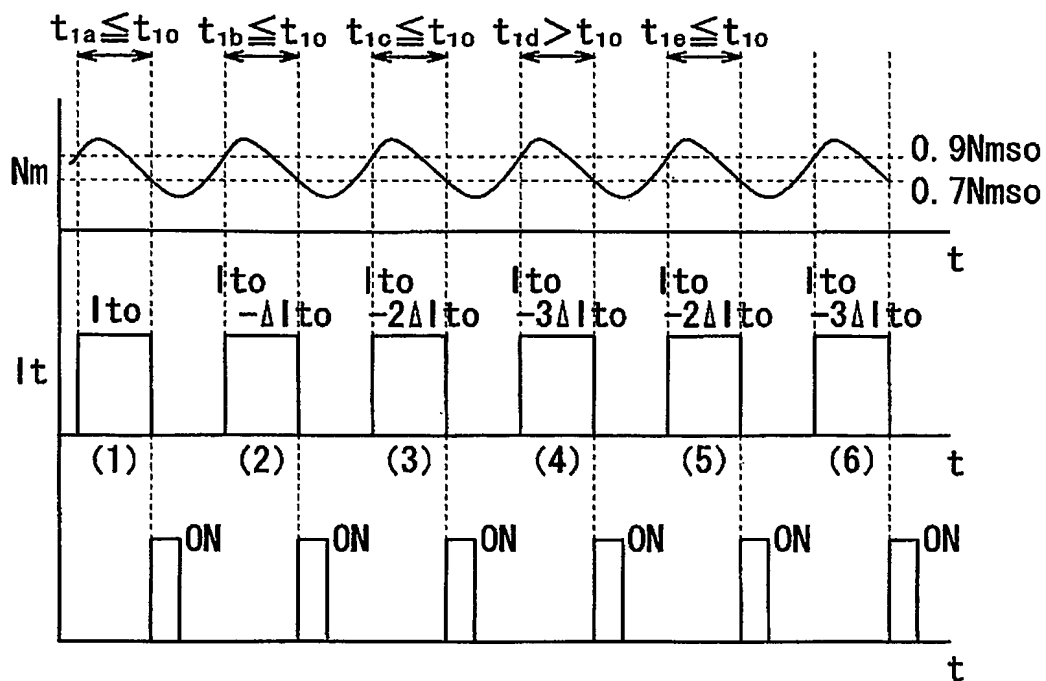 t₁ₐ≦t₁₀ t₁b≦t₁₀ t₁c≦t₁₀ t₁d>t₁₀ t₁ₑ≦t₁₀
0.9Nmso
Nm
0.7Nmso
t
Ito Ito Ito Ito Ito
Ito -ΔIto -2ΔIto -3ΔIto -2ΔIto -3ΔIto
It
(1) (2) (3) (4) (5) (6) t
ON ON ON ON ON ON
t